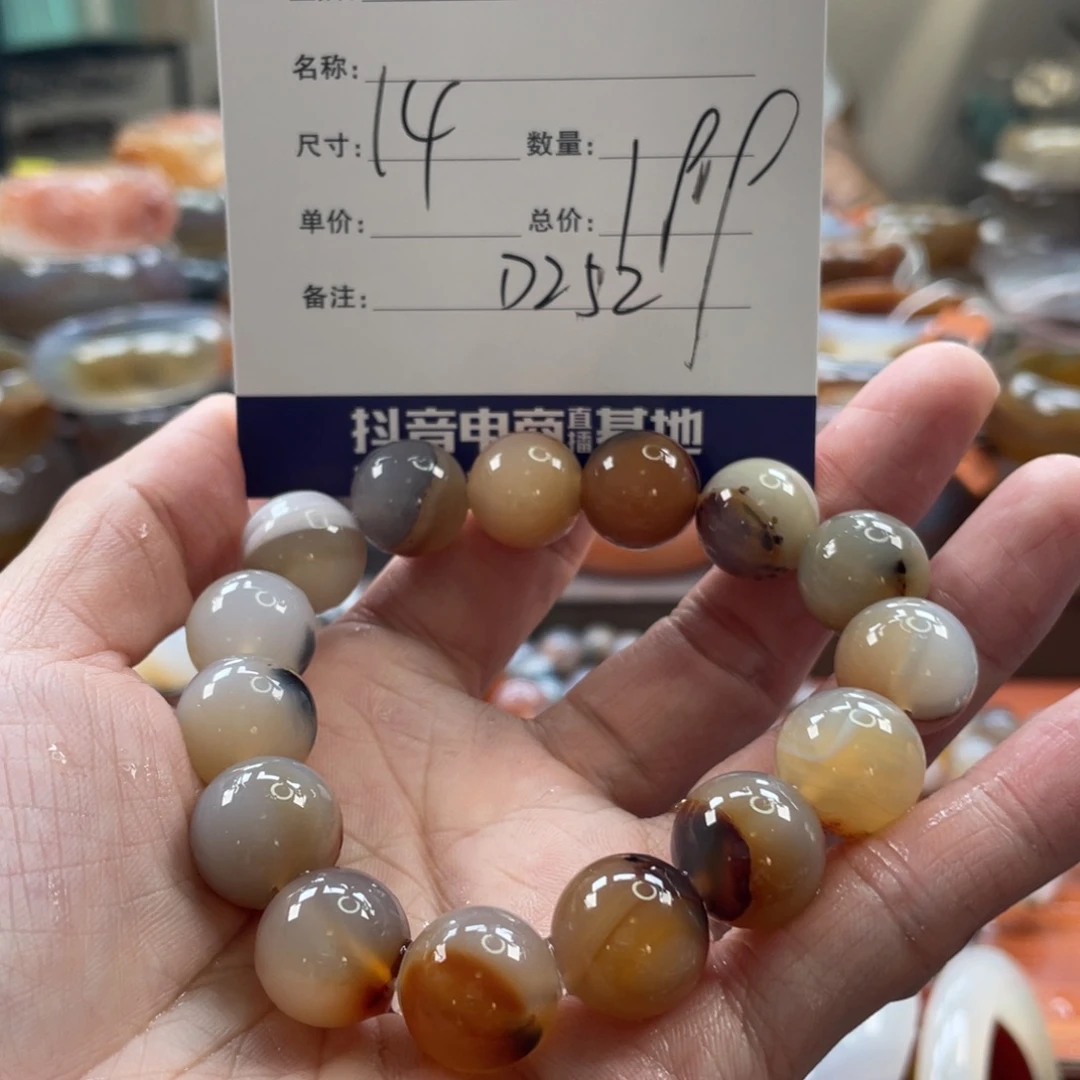 名称:
尺寸: 14 数量:
单价: 总价: 199
备注: D252
抖音电商直播基地